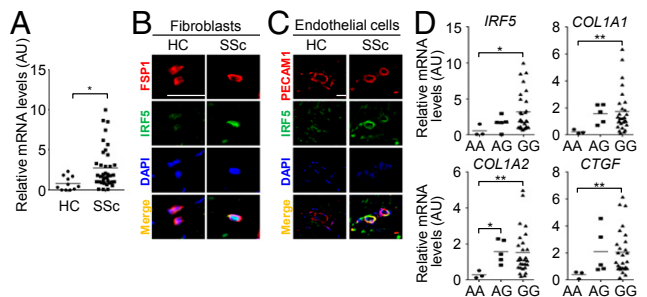 A
Relative mRNA levels (AU)
15
10
5
0
*
HC SSc
B
Fibroblasts
HC SSc
FSP1
IRF5
DAPI
Merge
C
Endothelial cells
HC SSc
PECAM1
IRF5
DAPI
Merge
D
IRF5
Relative mRNA
levels (AU)
15
10
5
0
*
AA AG GG
COL1A1
8
6
4
2
0
**
AA AG GG
COL1A2
Relative mRNA
levels (AU)
6
4
2
0
**
*
AA AG GG
CTGF
8
6
4
2
0
**
AA AG GG